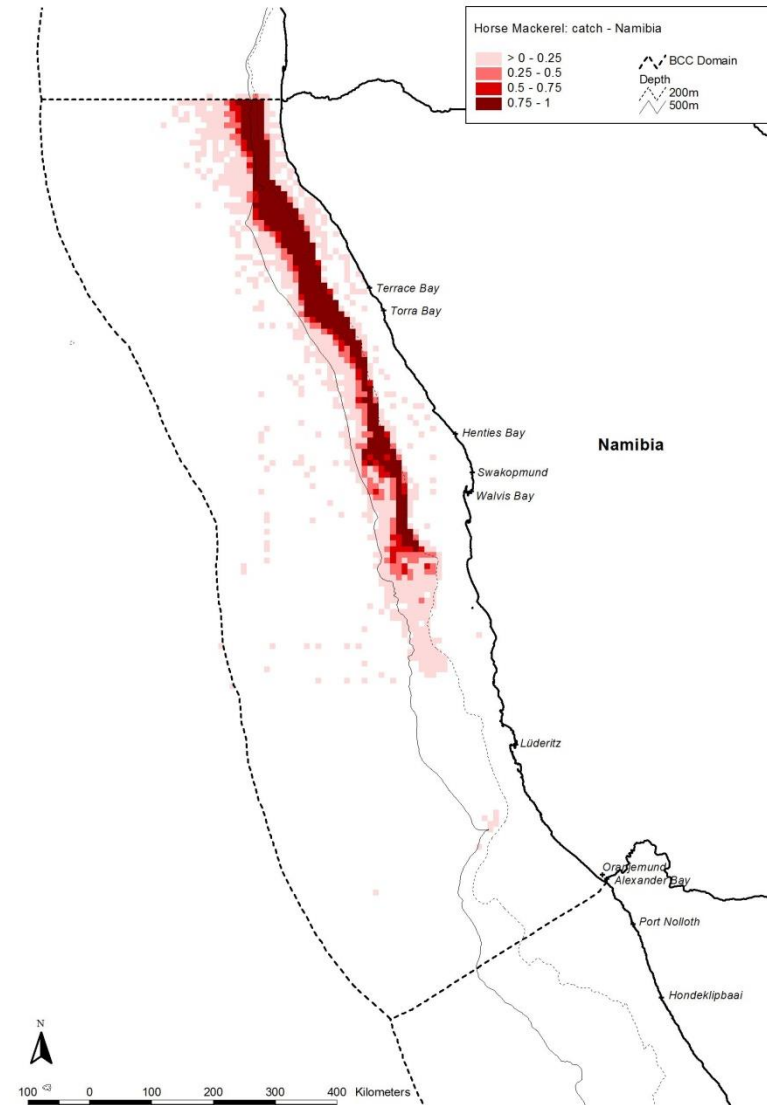 Horse Mackerel: catch - Namibia
> 0 - 0.25
0.25 - 0.5
0.5 - 0.75
0.75 - 1
BCC Domain
Depth
200m
500m
Terrace Bay
Torra Bay
Henties Bay
Namibia
Swakopmund
Walvis Bay
Lüderitz
Oranjemund
Alexander Bay
Port Nolloth
Hondeklipbaai
N
100 0 100 200 300 400 Kilometers